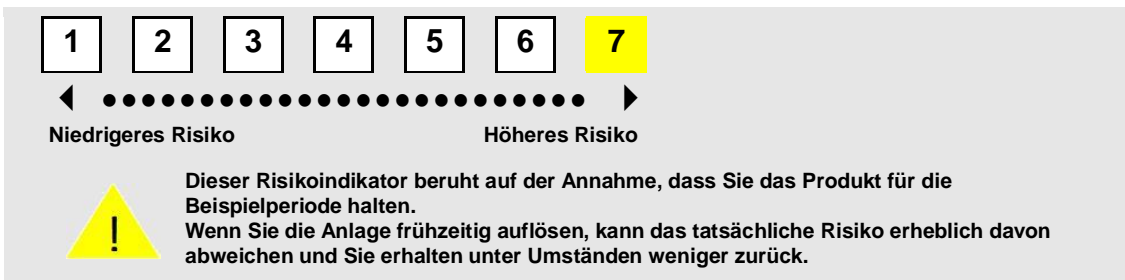 1 2 3 4 5 6 7
Niedrigeres Risiko Höheres Risiko
!
Dieser Risikoindikator beruht auf der Annahme, dass Sie das Produkt für die
Beispielperiode halten.
Wenn Sie die Anlage frühzeitig auflösen, kann das tatsächliche Risiko erheblich davon
abweichen und Sie erhalten unter Umständen weniger zurück.